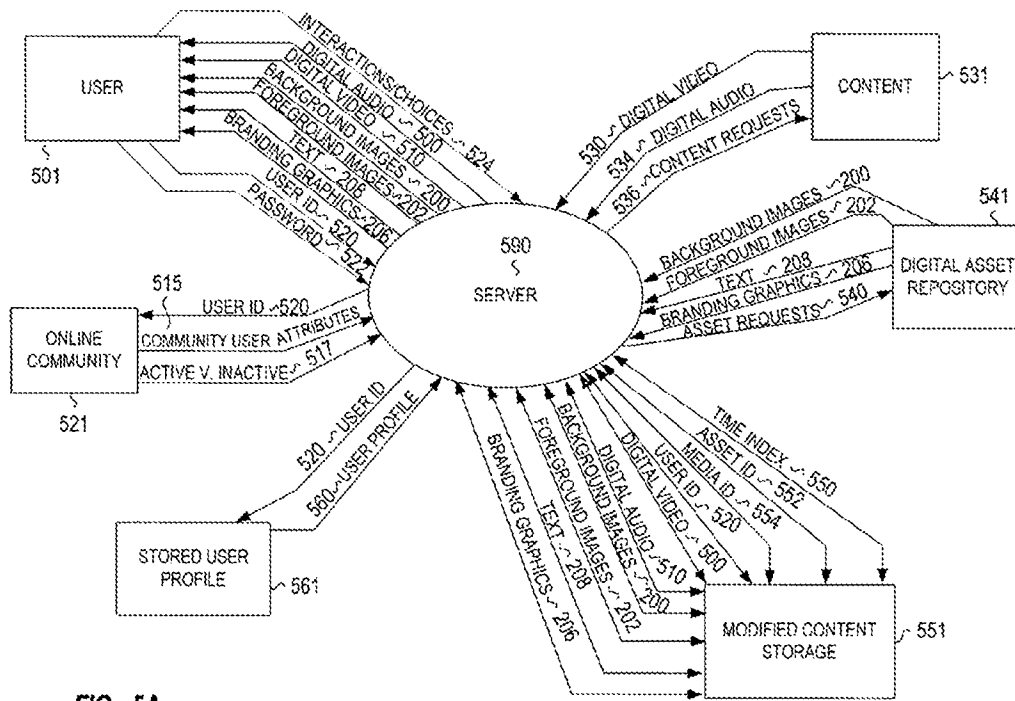 USER
501
INTERACTIONS/CHOICES 524
DIGITAL AUDIO 500
DIGITAL VIDEO 510
BACKGROUND IMAGES 200
FOREGROUND IMAGES 202
TEXT 208
BRANDING GRAPHICS 206
USER ID 520
PASSWORD 522
530 DIGITAL VIDEO
534 DIGITAL AUDIO
536 CONTENT REQUESTS
CONTENT
531
590
SERVER
BACKGROUND IMAGES 200
FOREGROUND IMAGES 202
TEXT 208
BRANDING GRAPHICS 206
ASSET REQUESTS 540
541
DIGITAL ASSET
REPOSITORY
515
USER ID 520
COMMUNITY USER ATTRIBUTES
ACTIVE V. INACTIVE 517
ONLINE
COMMUNITY
521
520 USER ID
560 USER PROFILE
STORED USER
PROFILE
561
BRANDING GRAPHICS 206
TEXT 208
FOREGROUND IMAGES 202
BACKGROUND IMAGES 200
DIGITAL AUDIO 510
DIGITAL VIDEO 500
USER ID 520
MEDIA ID 554
ASSET ID 552
TIME INDEX 550
MODIFIED CONTENT
STORAGE
551
FIG. 5A